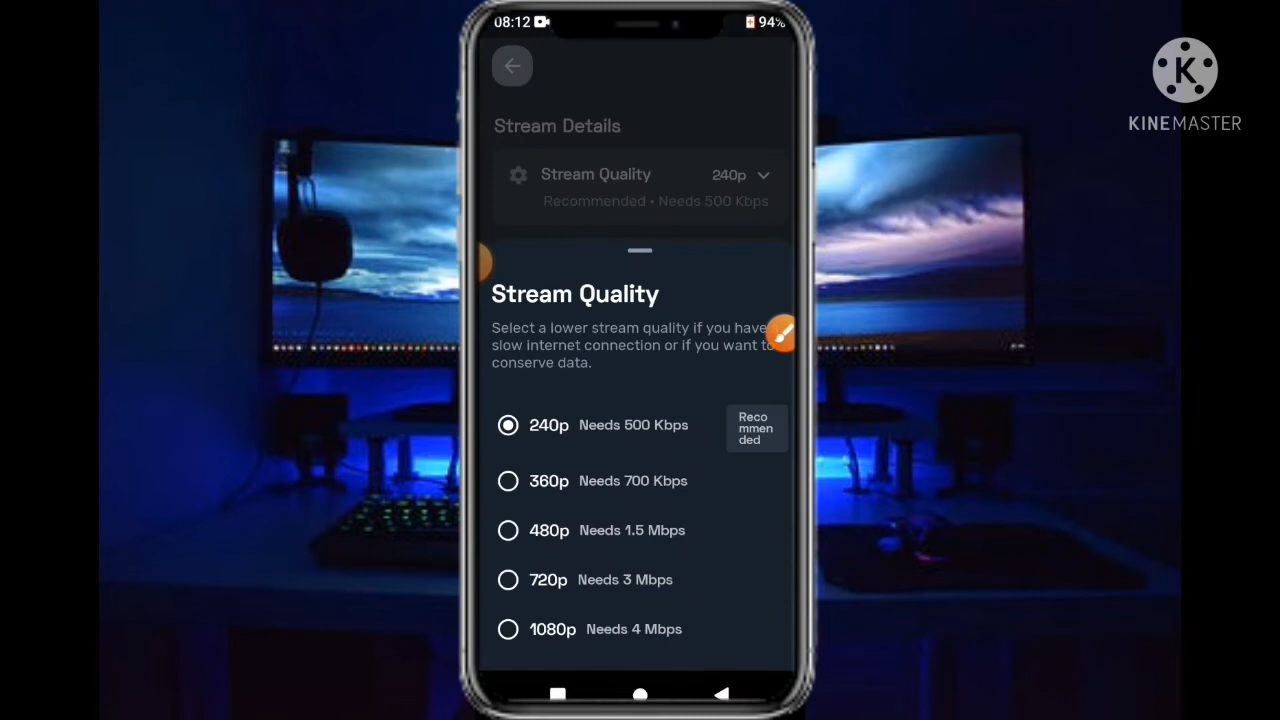 08:12
94%
KINEMASTER
Stream Details
Stream Quality 240p
Recommended • Needs 500 Kbps
Stream Quality
Select a lower stream quality if you have
slow internet connection or if you want to
conserve data.
240p Needs 500 Kbps
Reco
mmen
ded
360p Needs 700 Kbps
480p Needs 1.5 Mbps
720p Needs 3 Mbps
1080p Needs 4 Mbps